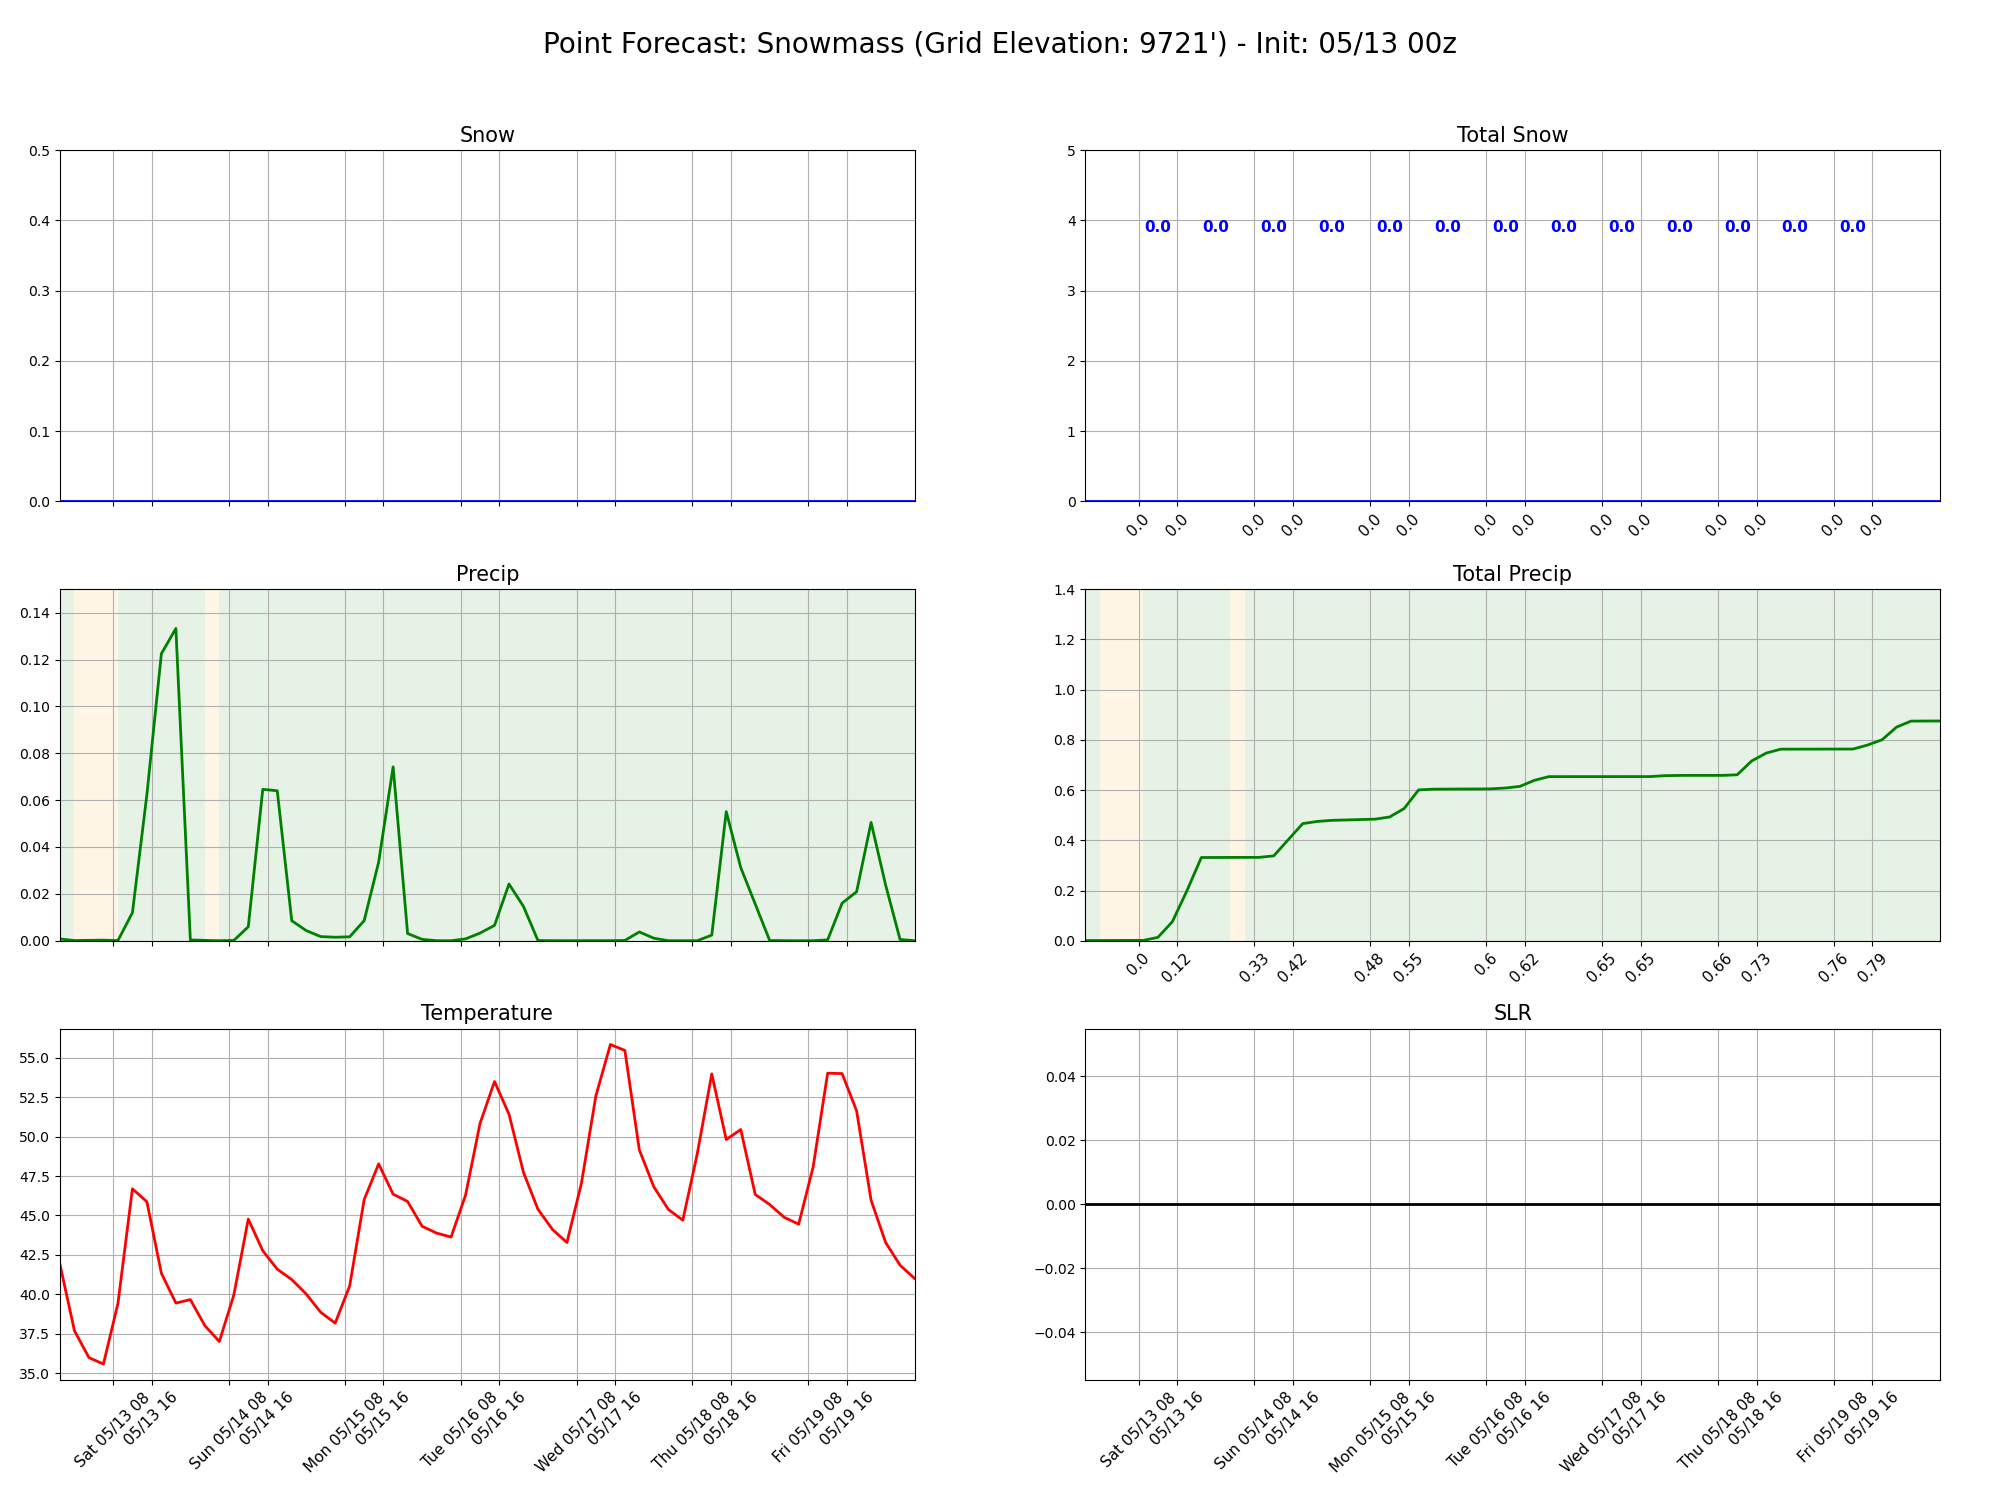 Point Forecast: Snowmass (Grid Elevation: 9721') - Init: 05/13 00z
Snow
0.5
0.4
0.3
0.2
0.1
0.0
Total Snow
5
4
3
2
1
0
0.0 0.0 0.0 0.0 0.0 0.0 0.0 0.0 0.0 0.0 0.0 0.0 0.0
0.0 0.0 0.0 0.0 0.0 0.0 0.0 0.0 0.0 0.0 0.0 0.0 0.0 0.0
Precip
0.14
0.12
0.10
0.08
0.06
0.04
0.02
0.00
Total Precip
1.4
1.2
1.0
0.8
0.6
0.4
0.2
0.0
0.0 0.12 0.33 0.42 0.48 0.55 0.6 0.62 0.65 0.65 0.66 0.73 0.76 0.79
Temperature
55.0
52.5
50.0
47.5
45.0
42.5
40.0
37.5
35.0
Sat 05/13 08
05/13 16
Sun 05/14 08
05/14 16
Mon 05/15 08
05/15 16
Tue 05/16 08
05/16 16
Wed 05/17 08
05/17 16
Thu 05/18 08
05/18 16
Fri 05/19 08
05/19 16
SLR
0.04
0.02
0.00
−0.02
−0.04
Sat 05/13 08
05/13 16
Sun 05/14 08
05/14 16
Mon 05/15 08
05/15 16
Tue 05/16 08
05/16 16
Wed 05/17 08
05/17 16
Thu 05/18 08
05/18 16
Fri 05/19 08
05/19 16